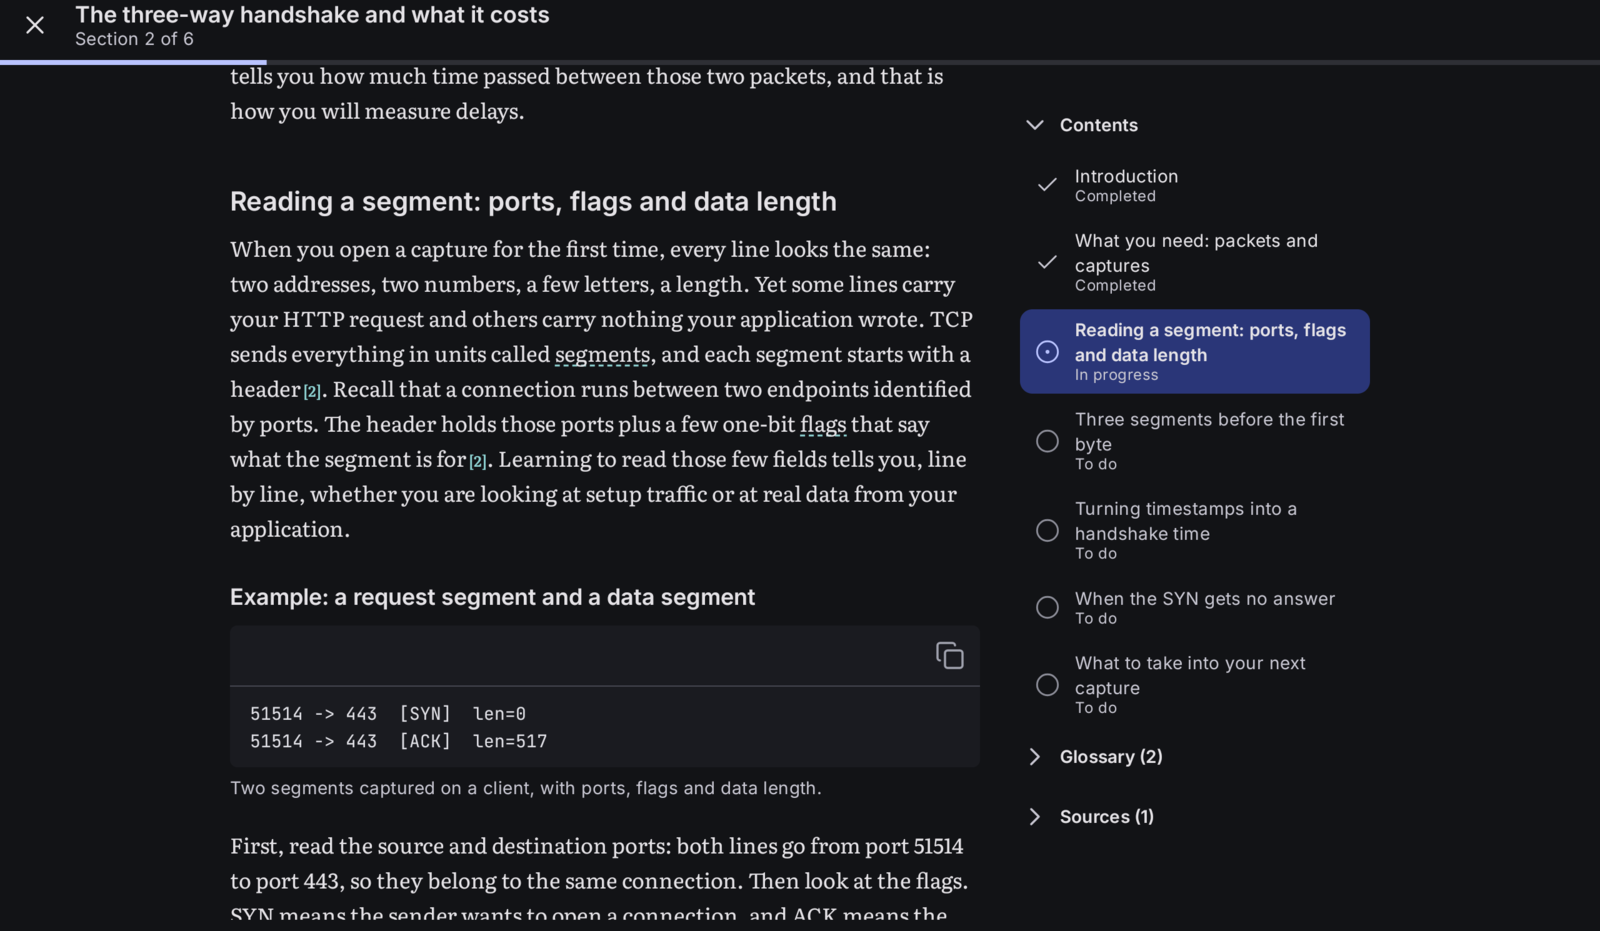 The three-way handshake and what it costs
Section 2 of 6
tells you how much time passed between those two packets, and that is
how you will measure delays.
Reading a segment: ports, flags and data length
When you open a capture for the first time, every line looks the same:
two addresses, two numbers, a few letters, a length. Yet some lines carry
your HTTP request and others carry nothing your application wrote. TCP
sends everything in units called segments, and each segment starts with a
header[2]. Recall that a connection runs between two endpoints identified
by ports. The header holds those ports plus a few one-bit flags that say
what the segment is for[2]. Learning to read those few fields tells you, line
by line, whether you are looking at setup traffic or at real data from your
application.
Example: a request segment and a data segment
51514 -> 443  [SYN]  len=0
51514 -> 443  [ACK]  len=517
Two segments captured on a client, with ports, flags and data length.
First, read the source and destination ports: both lines go from port 51514
to port 443, so they belong to the same connection. Then look at the flags.
SYN means the sender wants to open a connection, and ACK means the
Contents
Introduction
Completed
What you need: packets and
captures
Completed
Reading a segment: ports, flags
and data length
In progress
Three segments before the first
byte
To do
Turning timestamps into a
handshake time
To do
When the SYN gets no answer
To do
What to take into your next
capture
To do
Glossary (2)
Sources (1)